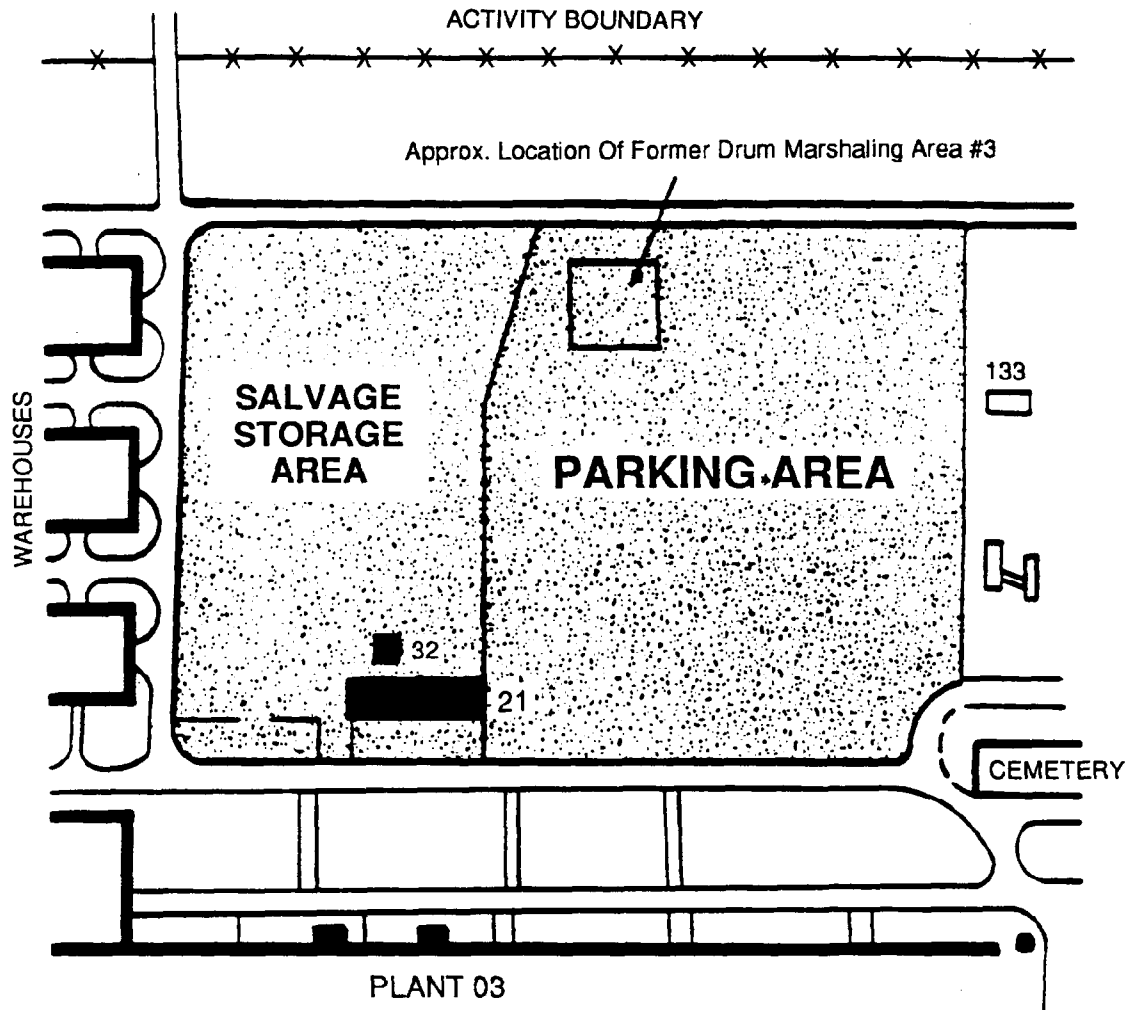 ACTIVITY BOUNDARY
Approx. Location Of Former Drum Marshaling Area #3
133
SALVAGE
STORAGE
AREA
PARKING AREA
WAREHOUSES
32
21
CEMETERY
PLANT 03